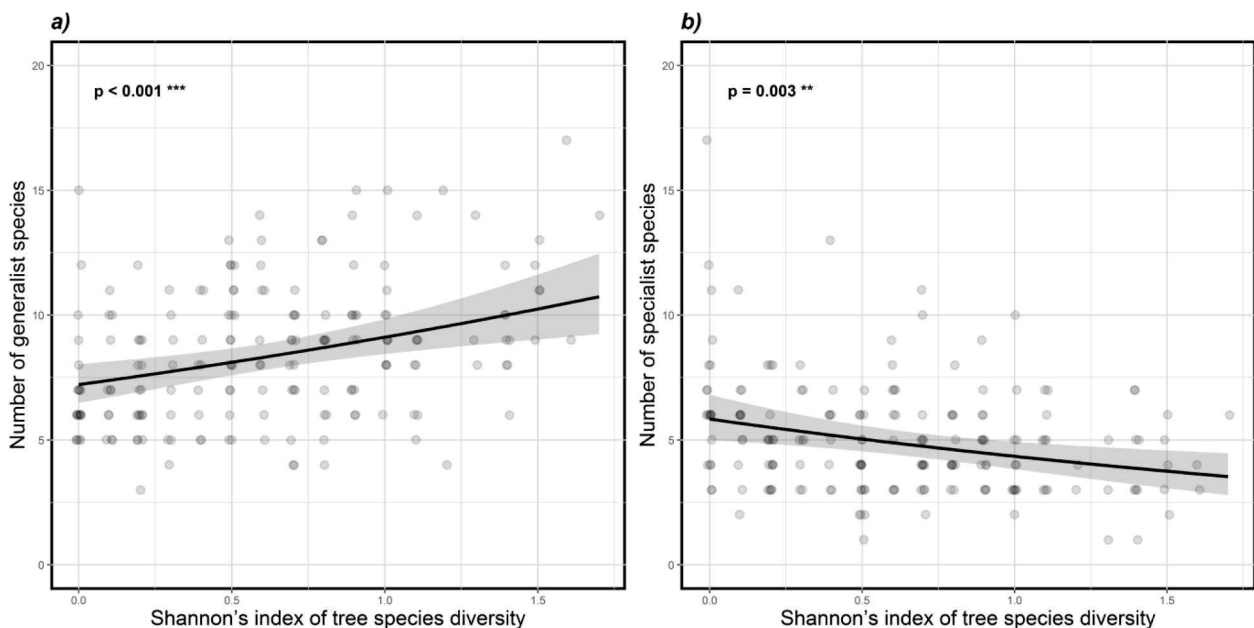 a)
p < 0.001 ***
Number of generalist species
20
15
10
5
0
0.0 0.5 1.0 1.5
Shannon's index of tree species diversity
b)
p = 0.003 **
Number of specialist species
20
15
10
5
0
0.0 0.5 1.0 1.5
Shannon's index of tree species diversity